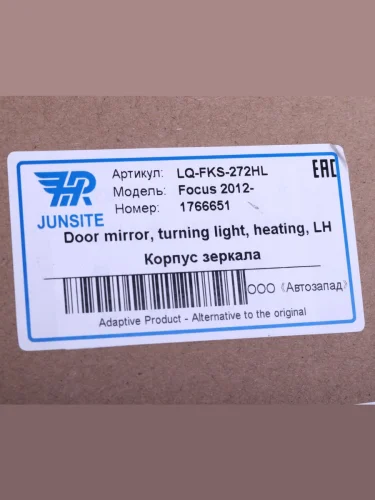 Артикул: LQ-FKS-272HL
Модель: Focus 2012-
Номер: 1766651
EAC
JUNSITE
Door mirror, turning light, heating, LH
Корпус зеркала
ООО «Автозапад»
Adaptive Product - Alternative to the original